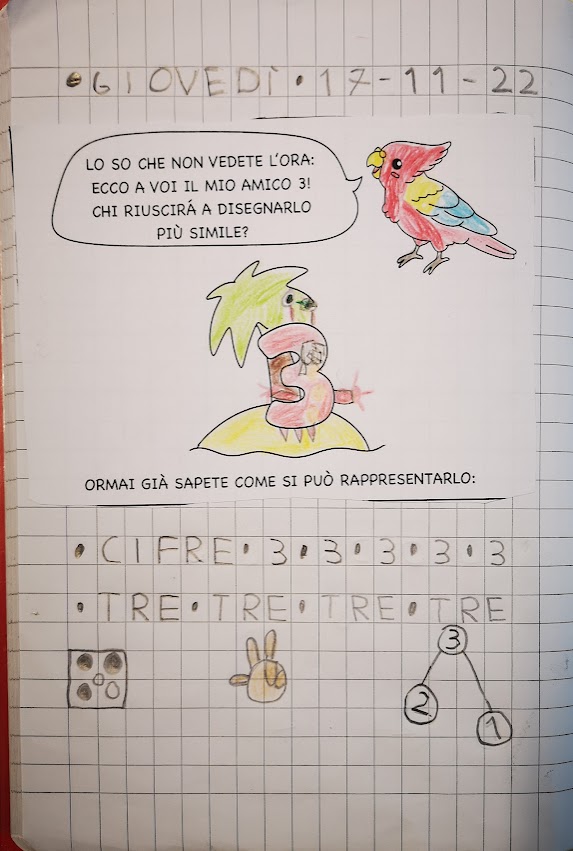 • GIOVEDÌ • 17-11-22
LO SO CHE NON VEDETE L'ORA:
ECCO A VOI IL MIO AMICO 3!
CHI RIUSCIRÁ A DISEGNARLO
PIÙ SIMILE?
3
ORMAI GIÀ SAPETE COME SI PUÒ RAPPRESENTARLO:
• CIFRE • 3 • 3 • 3 • 3 • 3
• TRE • TRE • TRE • TRE
3
2
1